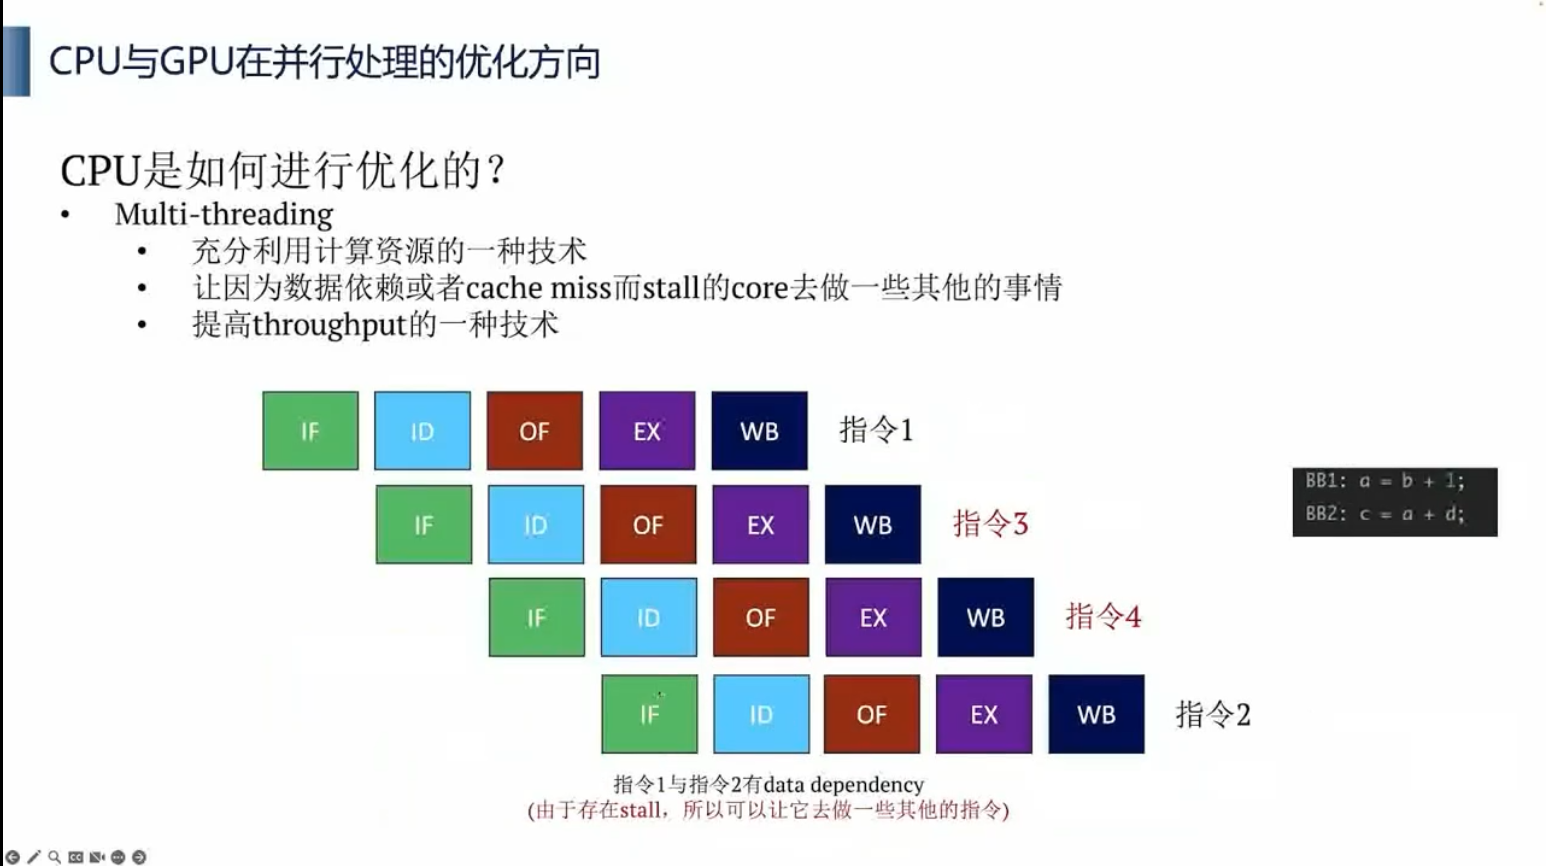 CPU与GPU在并行处理的优化方向
CPU是如何进行优化的？
• Multi-threading
• 充分利用计算资源的一种技术
• 让因为数据依赖或者cache miss而stall的core去做一些其他的事情
• 提高throughput的一种技术
IF ID OF EX WB 指令1
BB1: a = b + 1;
BB2: c = a + d;
IF ID OF EX WB 指令3
IF ID OF EX WB 指令4
IF ID OF EX WB 指令2
指令1与指令2有data dependency
(由于存在stall，所以可以让它去做一些其他的指令)